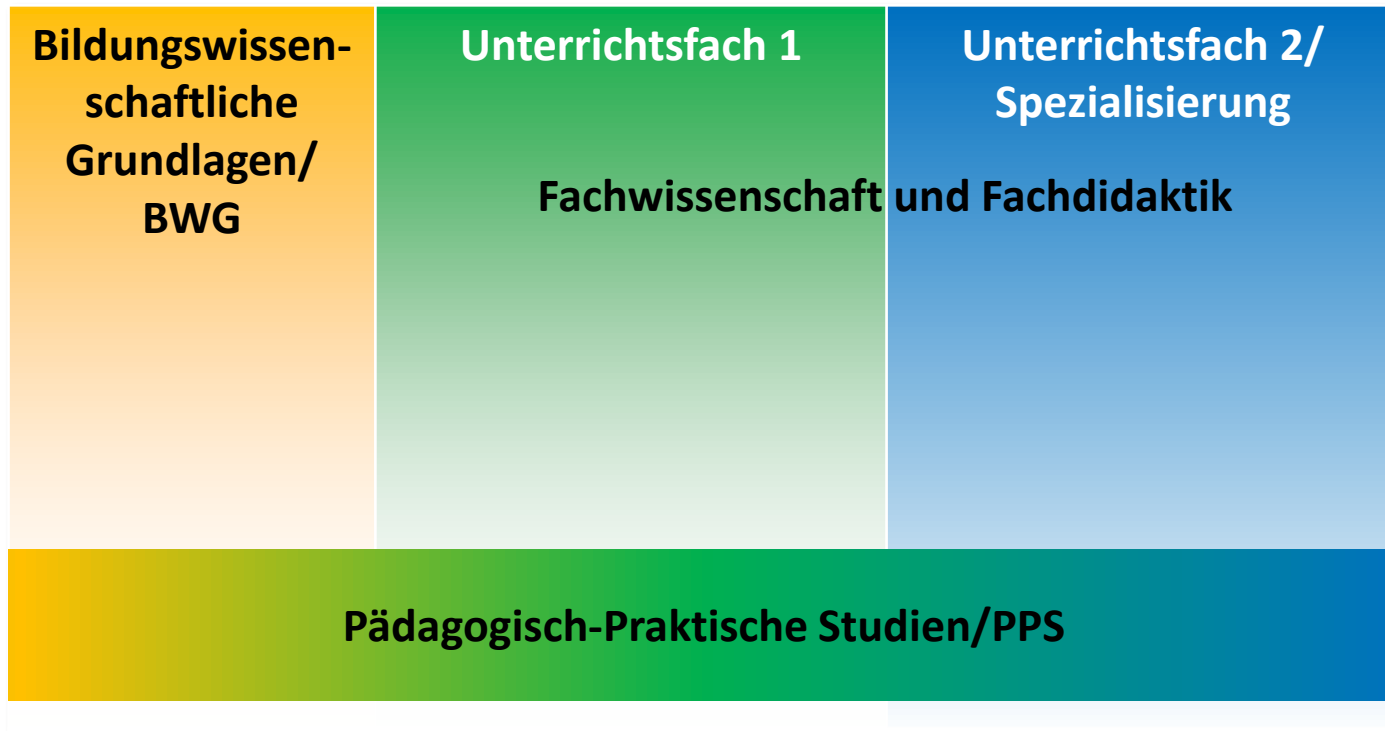 Bildungswissen-
schaftliche
Grundlagen/
BWG
Unterrichtsfach 1
Unterrichtsfach 2/
Spezialisierung
Fachwissenschaft und Fachdidaktik
Pädagogisch-Praktische Studien/PPS